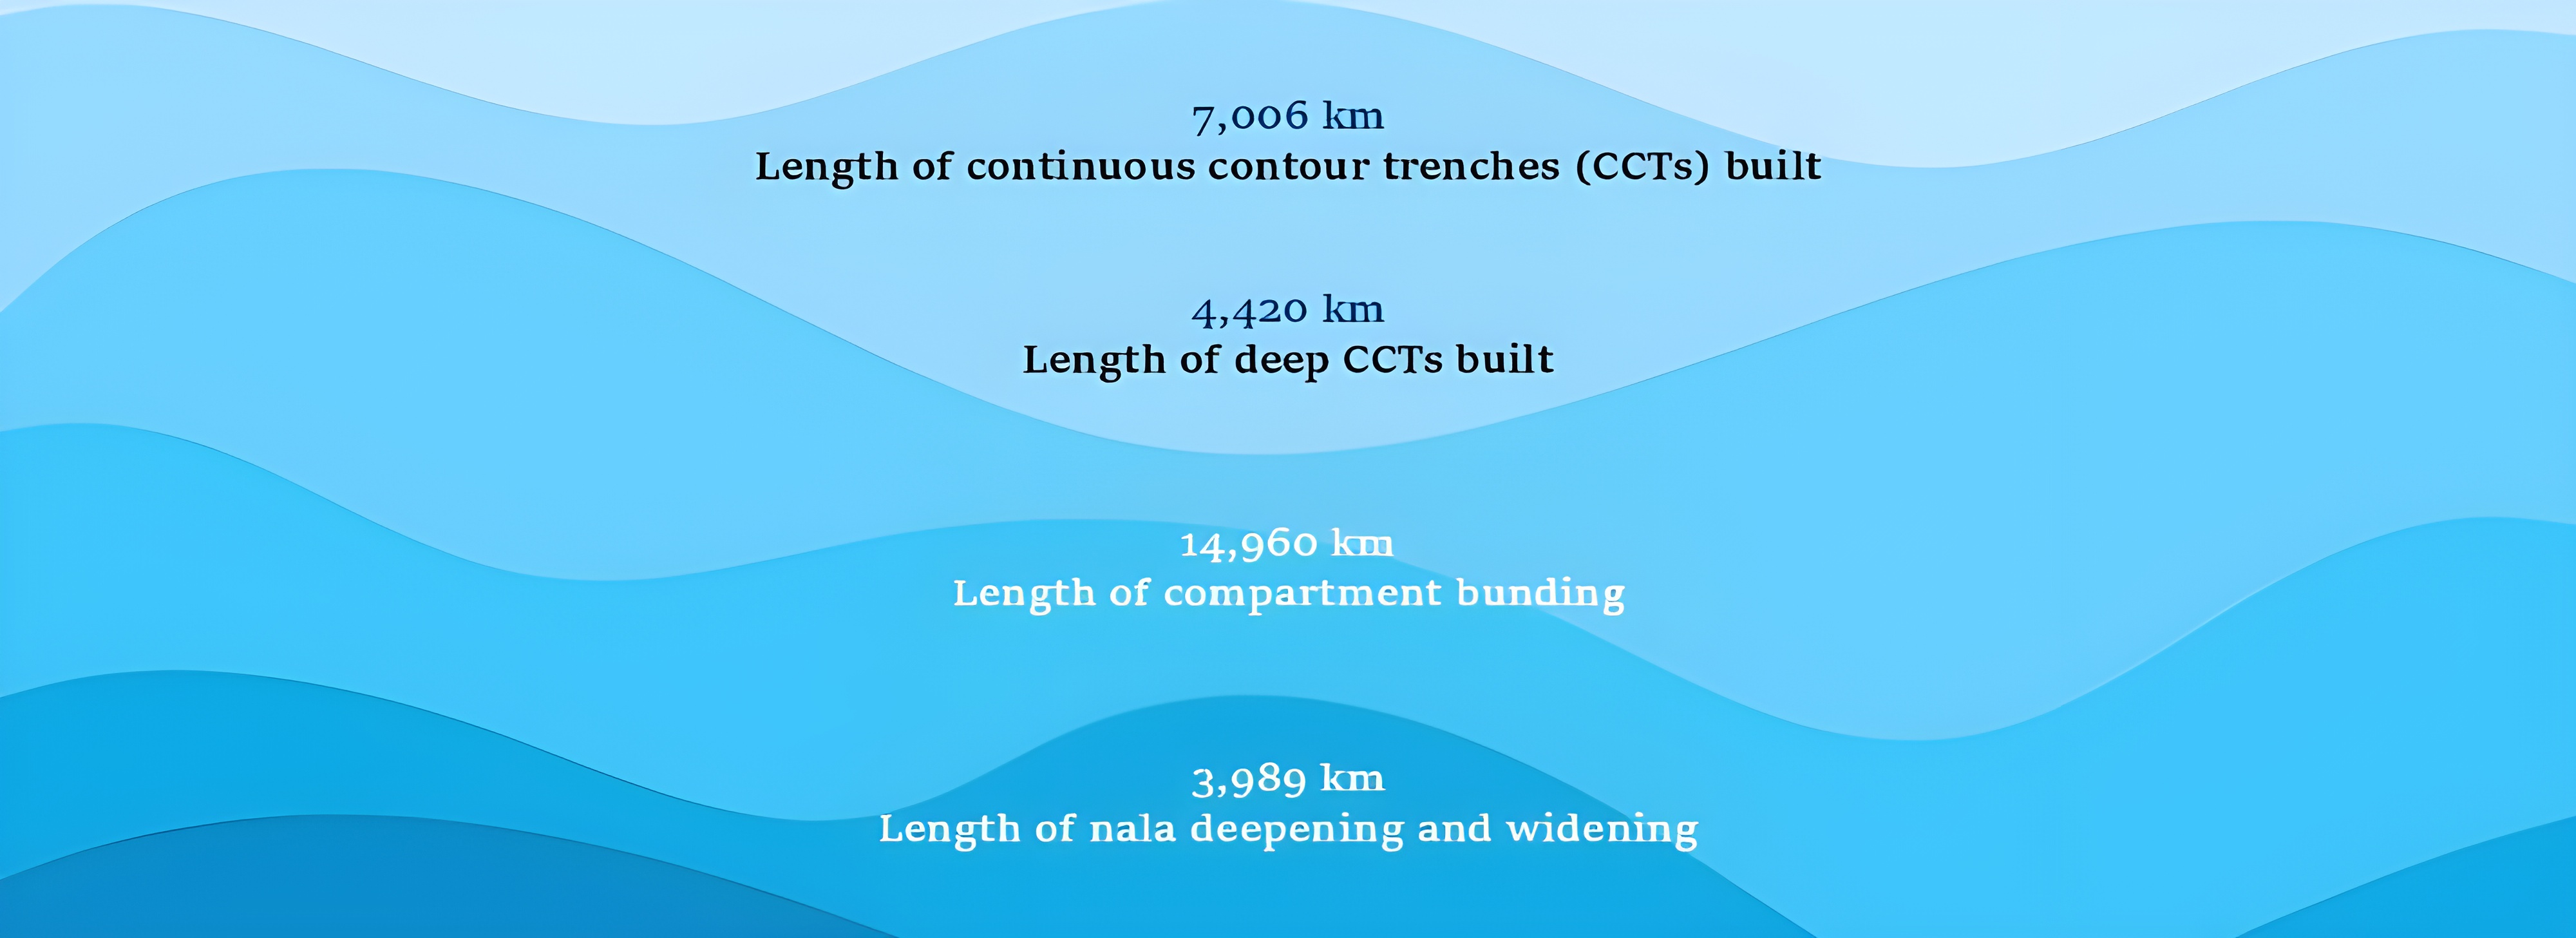 7,006 km
Length of continuous contour trenches (CCTs) built
4,420 km
Length of deep CCTs built
14,960 km
Length of compartment bunding
3,989 km
Length of nala deepening and widening